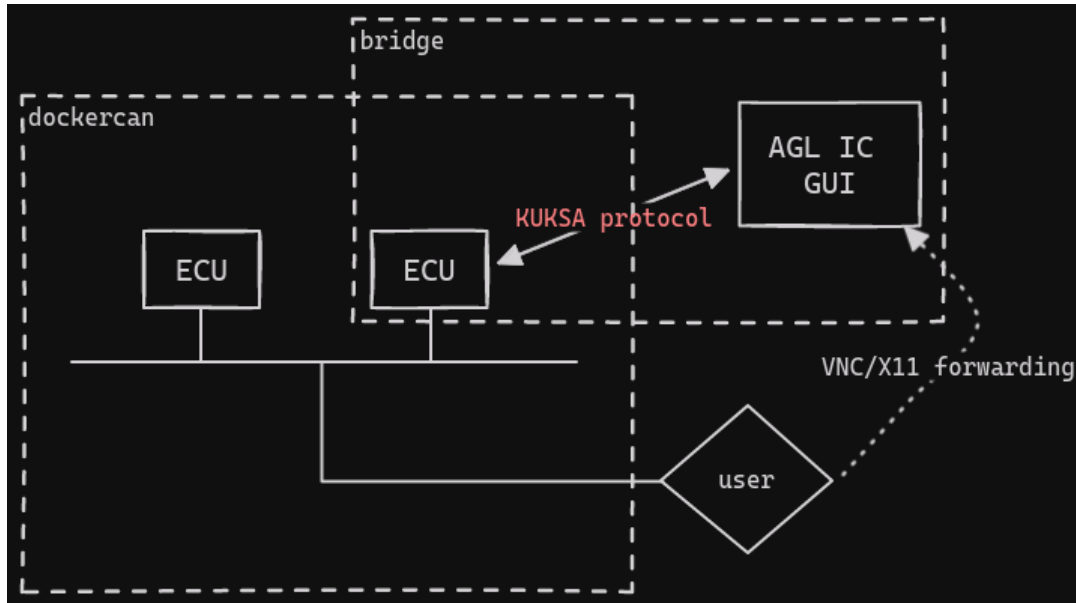 bridge
dockercan
AGL IC
GUI
KUKSA protocol
ECU
ECU
VNC/X11 forwarding
user